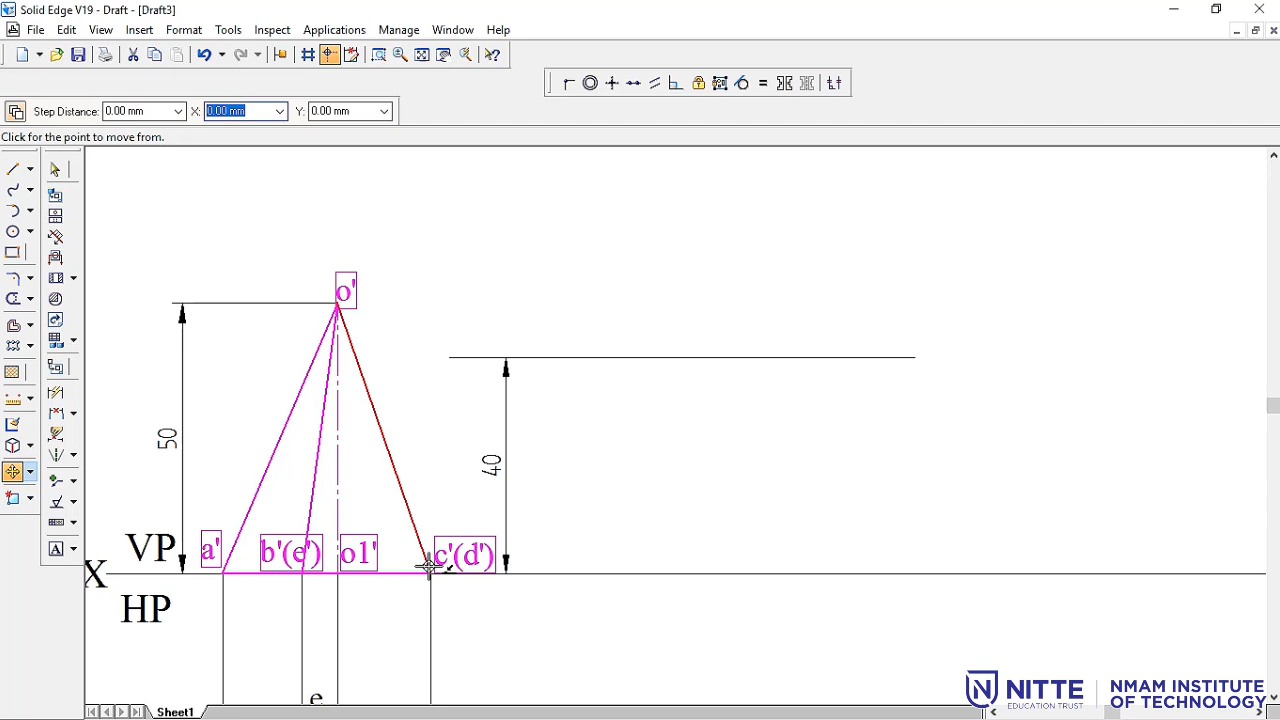 Solid Edge V19 - Draft - [Draft3]
File Edit View Insert Format Tools Inspect Applications Manage Window Help
Step Distance: 0.00 mm X: 0.00 mm Y: 0.00 mm
Click for the point to move from.
o'
50
40
a' b'(e') o1' c'(d')
VP
X
HP
e
NITTE
EDUCATION TRUST
NMAM INSTITUTE
OF TECHNOLOGY
Sheet1